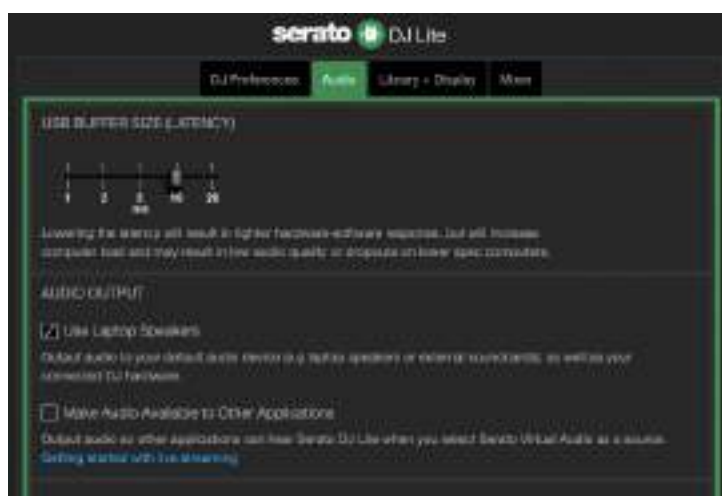 serato DJ Lite
DJ Preferences Audio Library + Display Mixer
USB BUFFER SIZE (LATENCY)
1 2 5 10 20
ms
Lowering the latency will result in tighter hardware-software response, but will increase
computer load and may result in low audio quality or dropouts on lower spec computers.
AUDIO OUTPUT
Use Laptop Speakers
Output audio to your default audio device (e.g laptop speakers or external soundcards), as well as your
connected DJ hardware.
Make Audio Available to Other Applications
Output audio so other applications can hear Serato DJ Lite when you select Serato Virtual Audio as a source.
Getting started with live streaming